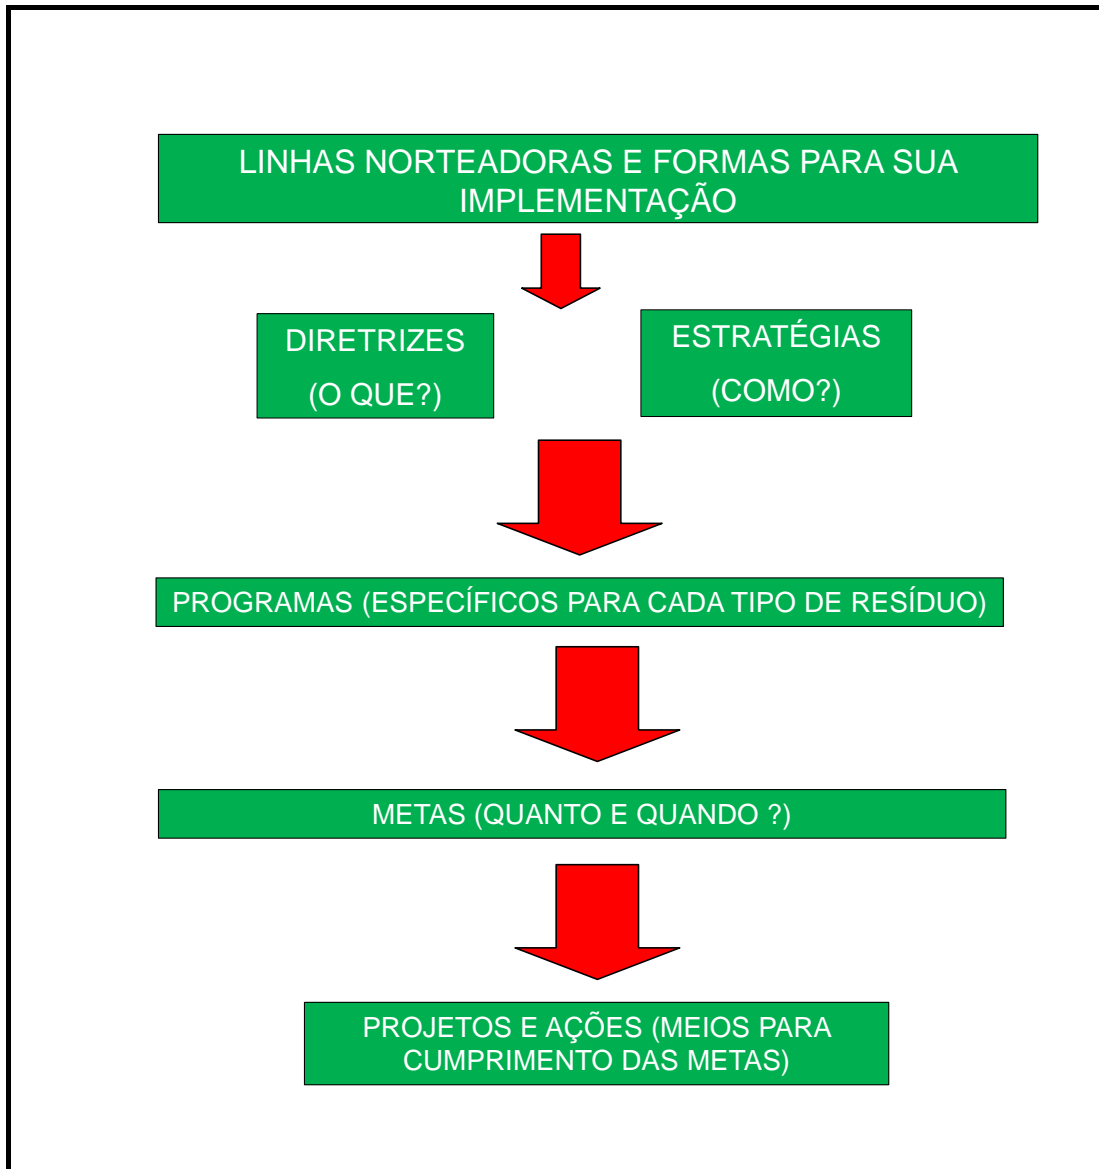 LINHAS NORTEADORAS E FORMAS PARA SUA
IMPLEMENTAÇÃO
DIRETRIZES
(O QUE?)
ESTRATÉGIAS
(COMO?)
PROGRAMAS (ESPECÍFICOS PARA CADA TIPO DE RESÍDUO)
METAS (QUANTO E QUANDO ?)
PROJETOS E AÇÕES (MEIOS PARA
CUMPRIMENTO DAS METAS)